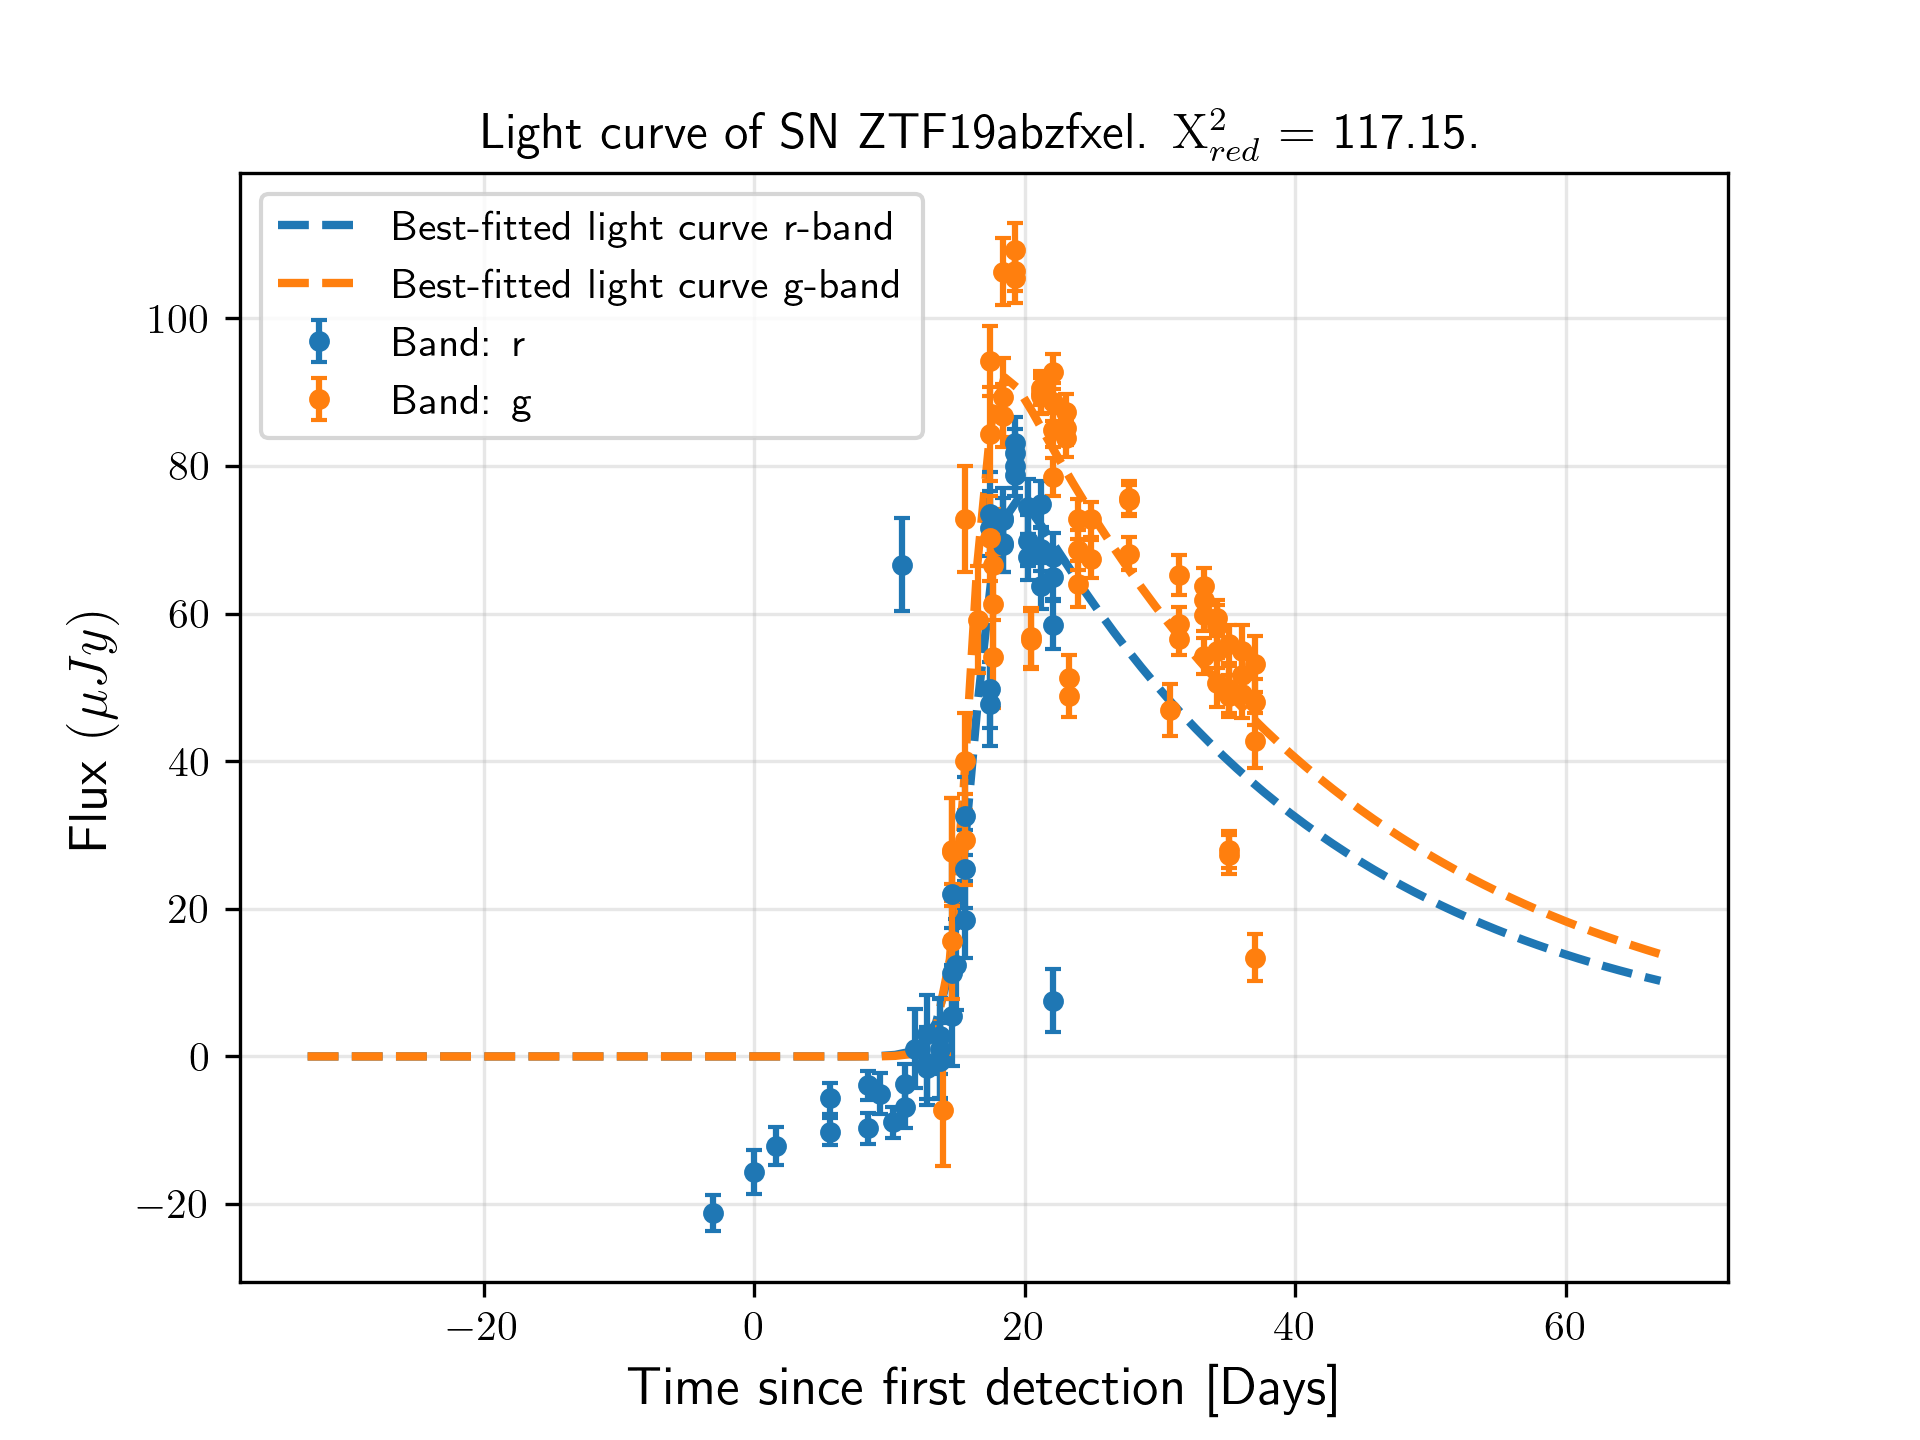 Light curve of SN ZTF19abzfxel. X²_red = 117.15.
Best-fitted light curve r-band
Best-fitted light curve g-band
Band: r
Band: g
Flux (μJy)
100
80
60
40
20
0
−20
−20 0 20 40 60
Time since first detection [Days]